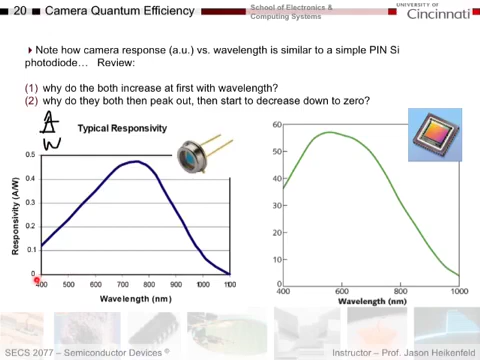 20 Camera Quantum Efficiency
School of Electronics &
Computing Systems
UNIVERSITY OF
Cincinnati
Note how camera response (a.u.) vs. wavelength is similar to a simple PIN Si
photodiode… Review:
(1) why do the both increase at first with wavelength?
(2) why do they both then peak out, then start to decrease down to zero?
A
W
Typical Responsivity
Responsivity (A/W)
0.5
0.4
0.3
0.2
0.1
0
400 500 600 700 800 900 1000 1100
Wavelength (nm)
60
50
40
30
20
10
0
400 600 800 1000
Wavelength (nm)
SECS 2077 – Semiconductor Devices ©
Instructor – Prof. Jason Heikenfeld